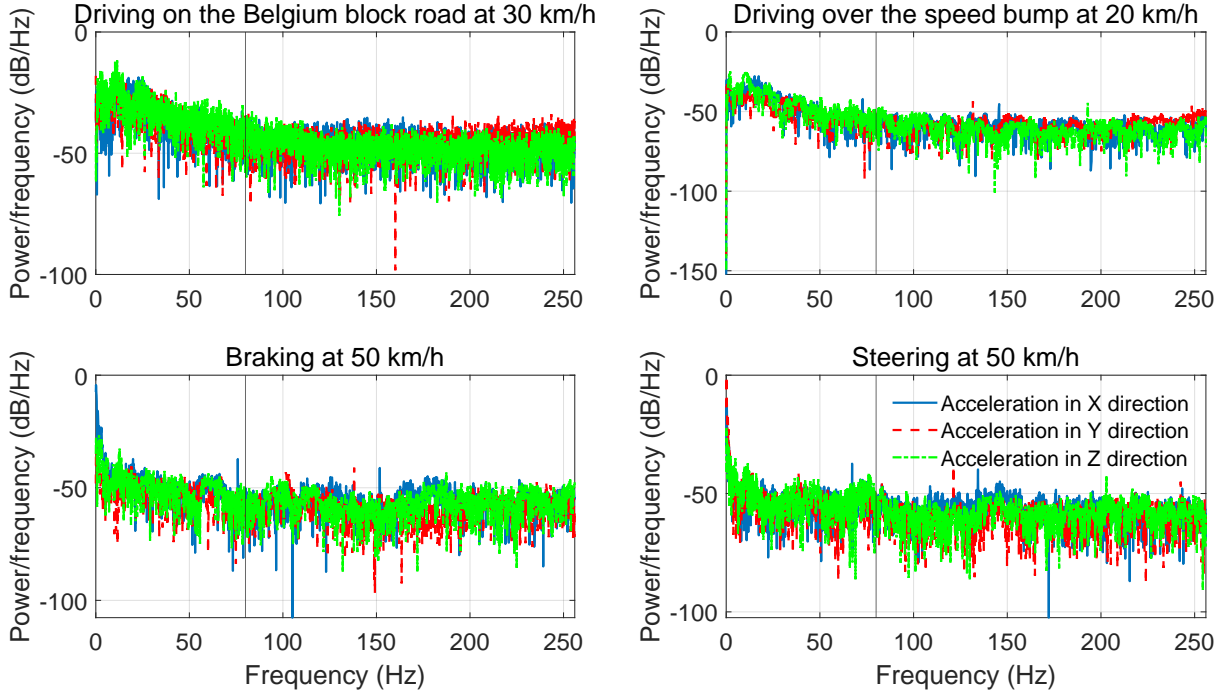 Driving on the Belgium block road at 30 km/h
Power/frequency (dB/Hz)
0
-50
-100
0 50 100 150 200 250
Driving over the speed bump at 20 km/h
Power/frequency (dB/Hz)
0
-50
-100
-150
0 50 100 150 200 250
Braking at 50 km/h
Power/frequency (dB/Hz)
0
-50
-100
0 50 100 150 200 250
Frequency (Hz)
Steering at 50 km/h
Power/frequency (dB/Hz)
0
-50
-100
Acceleration in X direction
Acceleration in Y direction
Acceleration in Z direction
0 50 100 150 200 250
Frequency (Hz)